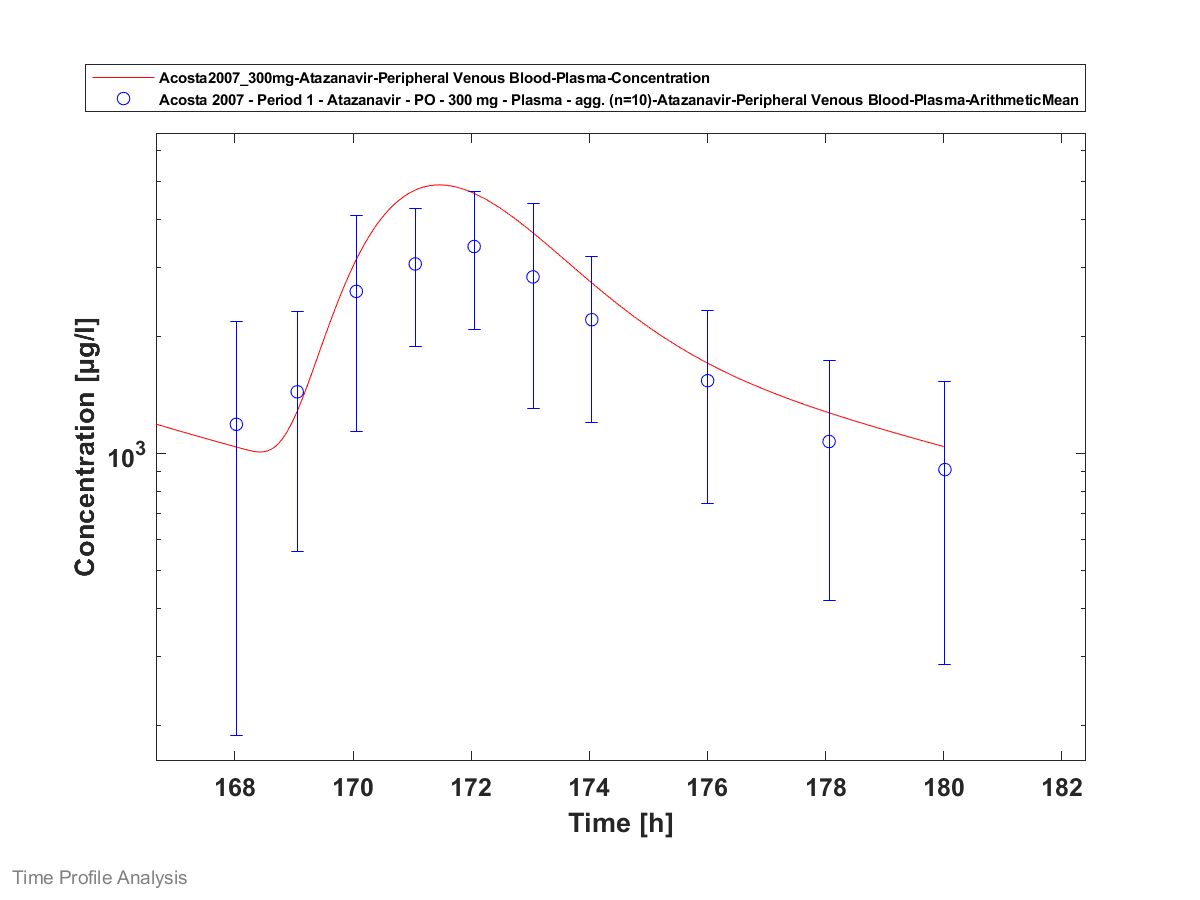 Acosta2007_300mg-Atazanavir-Peripheral Venous Blood-Plasma-Concentration
Acosta 2007 - Period 1 - Atazanavir - PO - 300 mg - Plasma - agg. (n=10)-Atazanavir-Peripheral Venous Blood-Plasma-ArithmeticMean
Concentration [µg/l]
10³
168 170 172 174 176 178 180 182
Time [h]
Time Profile Analysis